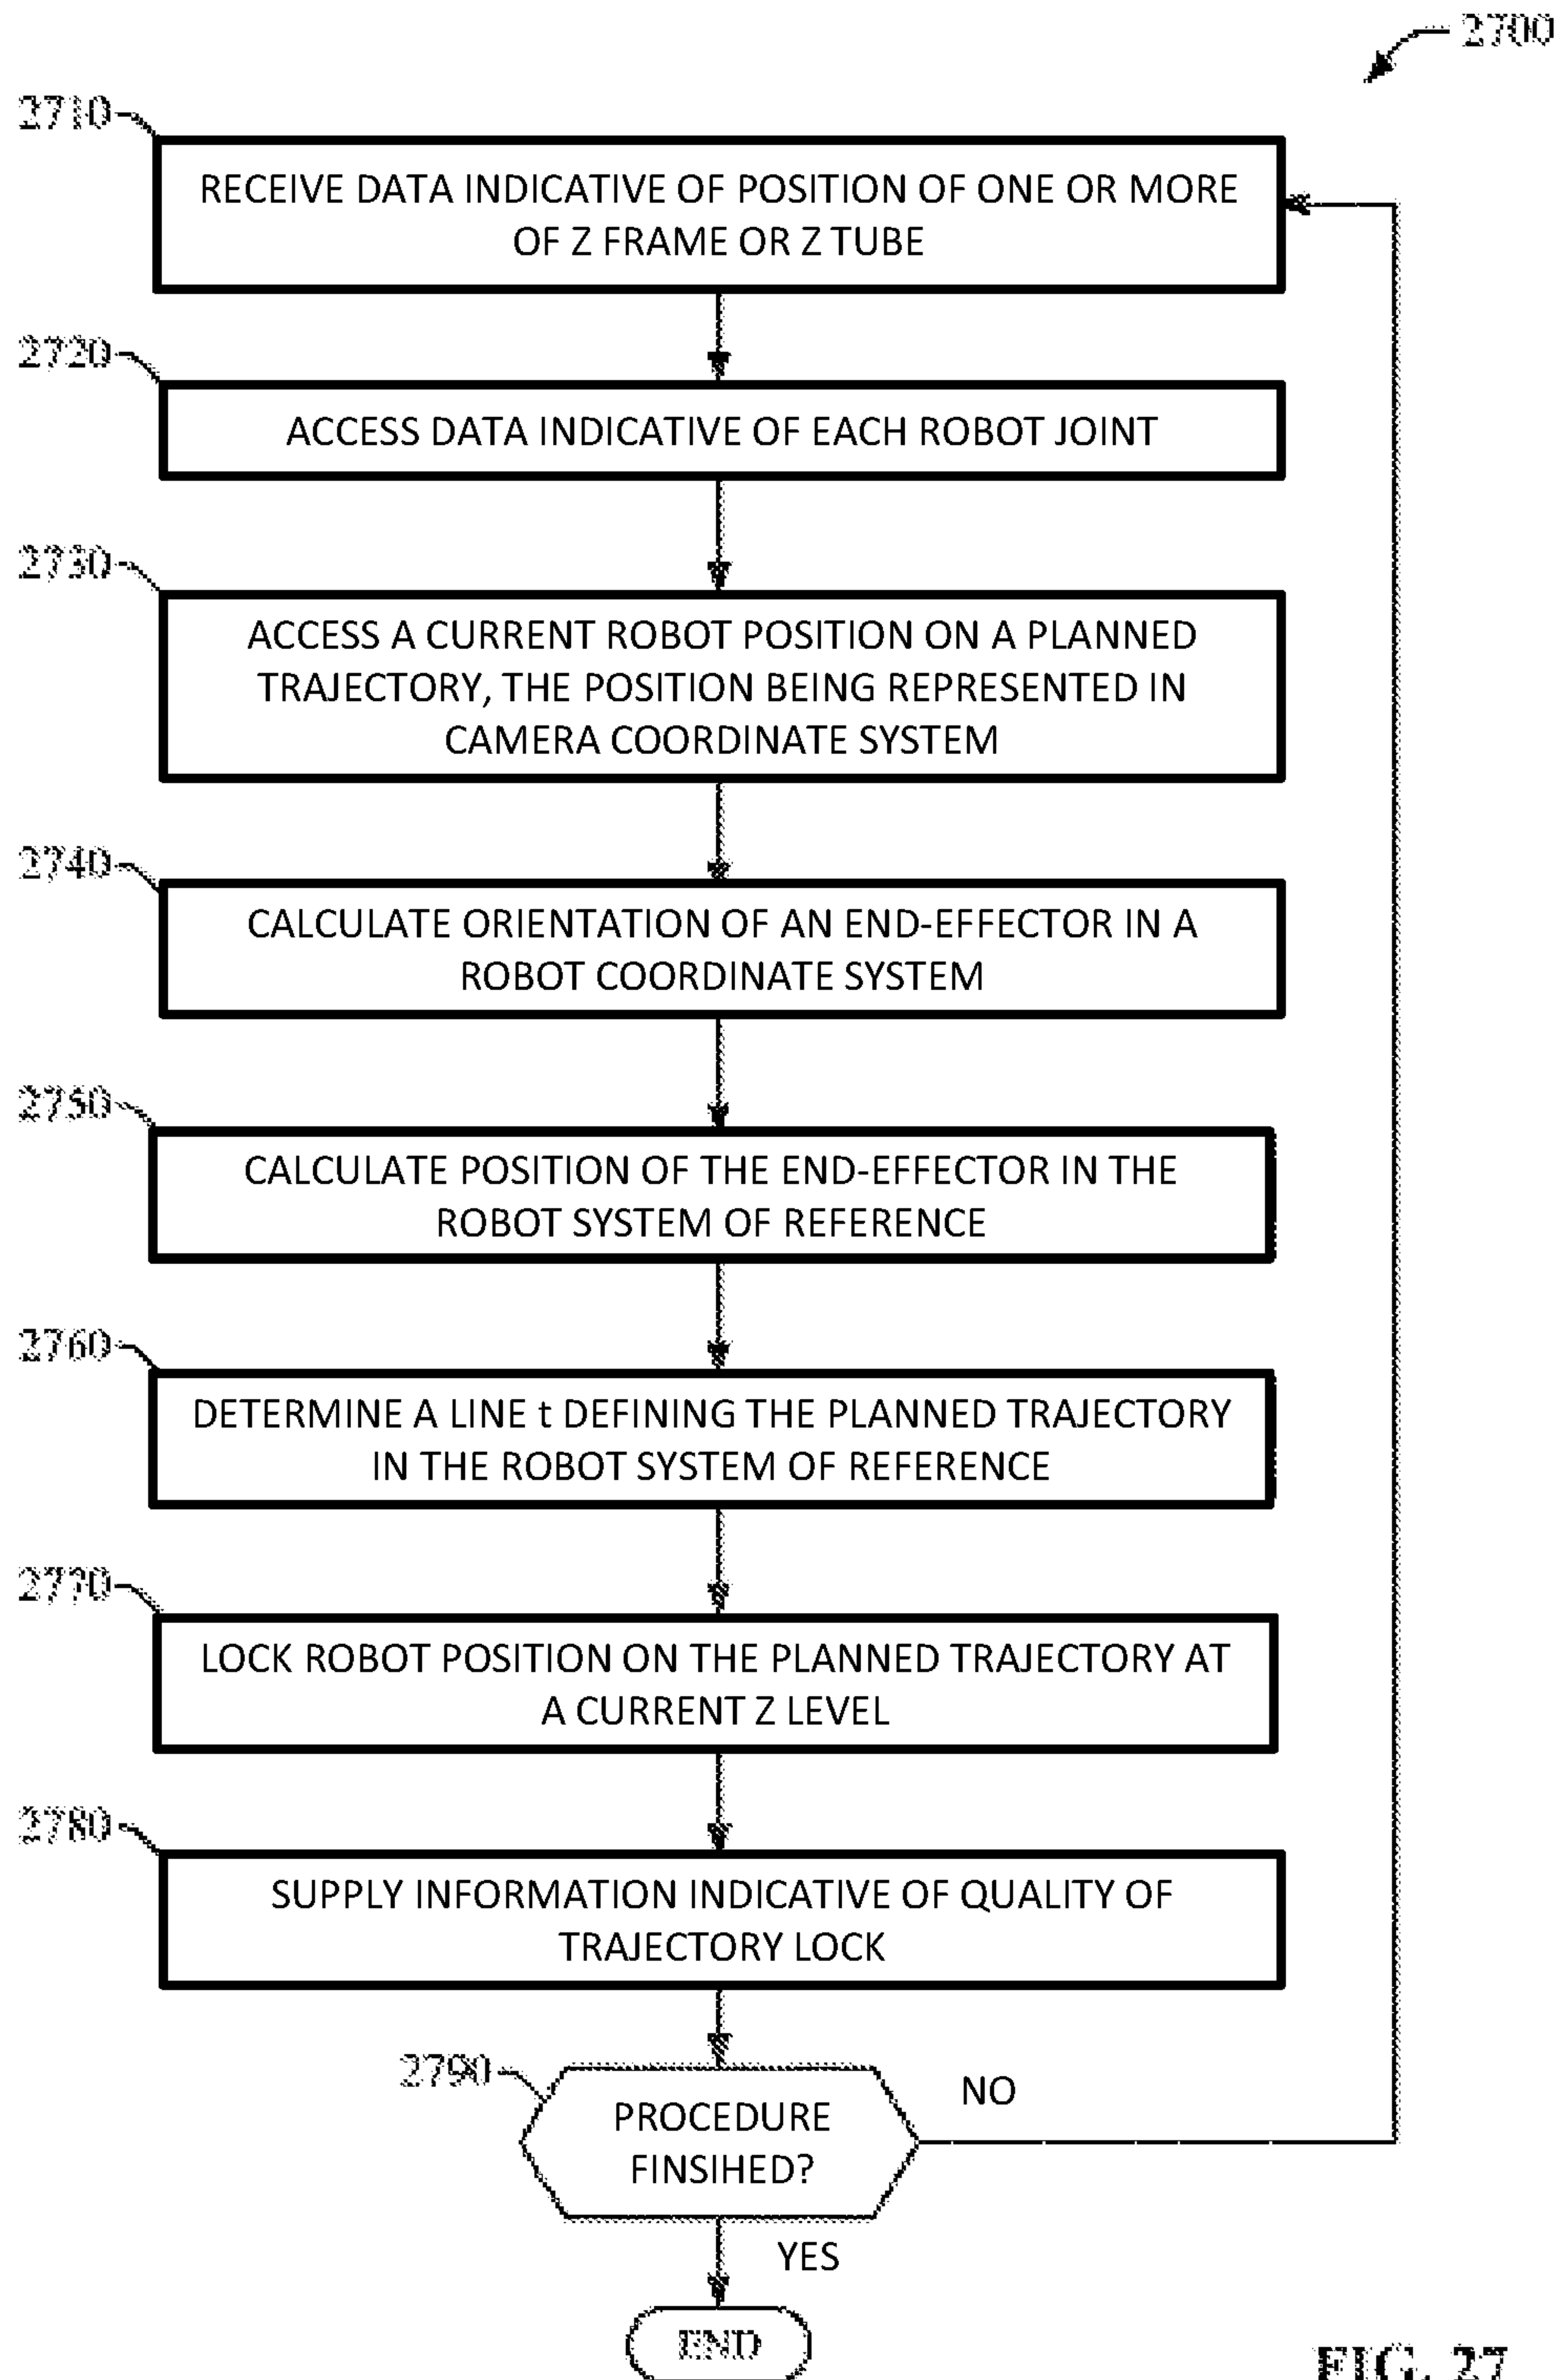 2700
2710
RECEIVE DATA INDICATIVE OF POSITION OF ONE OR MORE
OF Z FRAME OR Z TUBE
2720
ACCESS DATA INDICATIVE OF EACH ROBOT JOINT
2730
ACCESS A CURRENT ROBOT POSITION ON A PLANNED
TRAJECTORY, THE POSITION BEING REPRESENTED IN
CAMERA COORDINATE SYSTEM
2740
CALCULATE ORIENTATION OF AN END-EFFECTOR IN A
ROBOT COORDINATE SYSTEM
2750
CALCULATE POSITION OF THE END-EFFECTOR IN THE
ROBOT SYSTEM OF REFERENCE
2760
DETERMINE A LINE t DEFINING THE PLANNED TRAJECTORY
IN THE ROBOT SYSTEM OF REFERENCE
2770
LOCK ROBOT POSITION ON THE PLANNED TRAJECTORY AT
A CURRENT Z LEVEL
2780
SUPPLY INFORMATION INDICATIVE OF QUALITY OF
TRAJECTORY LOCK
2790
PROCEDURE
FINSIHED?
NO
YES
END
FIG. 27